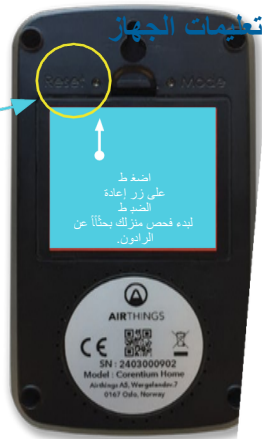 تعليمات الجهاز
Reset
Mode
اضغط
على زر إعادة
الضبط
لبدء فحص منزلك بحثًا عن
الرادون.
AIRTHINGS
CE
SN : 2403000902
Model : Corentium Home
Airthings AS, Wergelandsv.7
0167 Oslo, Norway